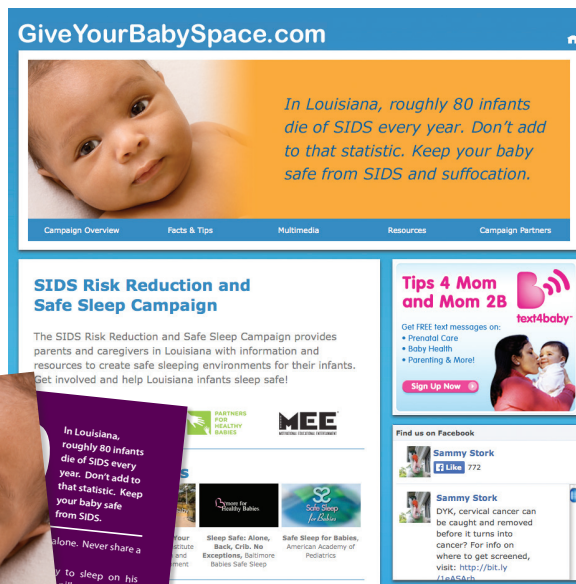 GiveYourBabySpace.com
In Louisiana, roughly 80 infants
die of SIDS every year. Don't add
to that statistic. Keep your baby
safe from SIDS and suffocation.
Campaign Overview
Facts & Tips
Multimedia
Resources
Campaign Partners
SIDS Risk Reduction and
Safe Sleep Campaign
The SIDS Risk Reduction and Safe Sleep Campaign provides
parents and caregivers in Louisiana with information and
resources to create safe sleeping environments for their infants.
Get involved and help Louisiana infants sleep safe!
PARTNERS
FOR
HEALTHY
BABIES
MEE
In Louisiana,
roughly 80 infants
die of SIDS every
year. Don't add to
that statistic. Keep
your baby safe
from SIDS.
alone. Never share a
y to sleep on his
S
more for
Healthy Babies
Safe Sleep
for Babies
Your
stitute
and
ment
Sleep Safe: Alone,
Back, Crib. No
Exceptions, Baltimore
Babies Safe Sleep
Safe Sleep for Babies,
American Academy of
Pediatrics
Tips 4 Mom
and Mom 2B
text4baby
Get FREE text messages on:
• Prenatal Care
• Baby Health
• Parenting & More!
Sign Up Now
Find us on Facebook
Sammy Stork
Like 772
Sammy Stork
DYK, cervical cancer can
be caught and removed
before it turns into
cancer? For info on
where to get screened,
visit: http://bit.ly
/1eASArh